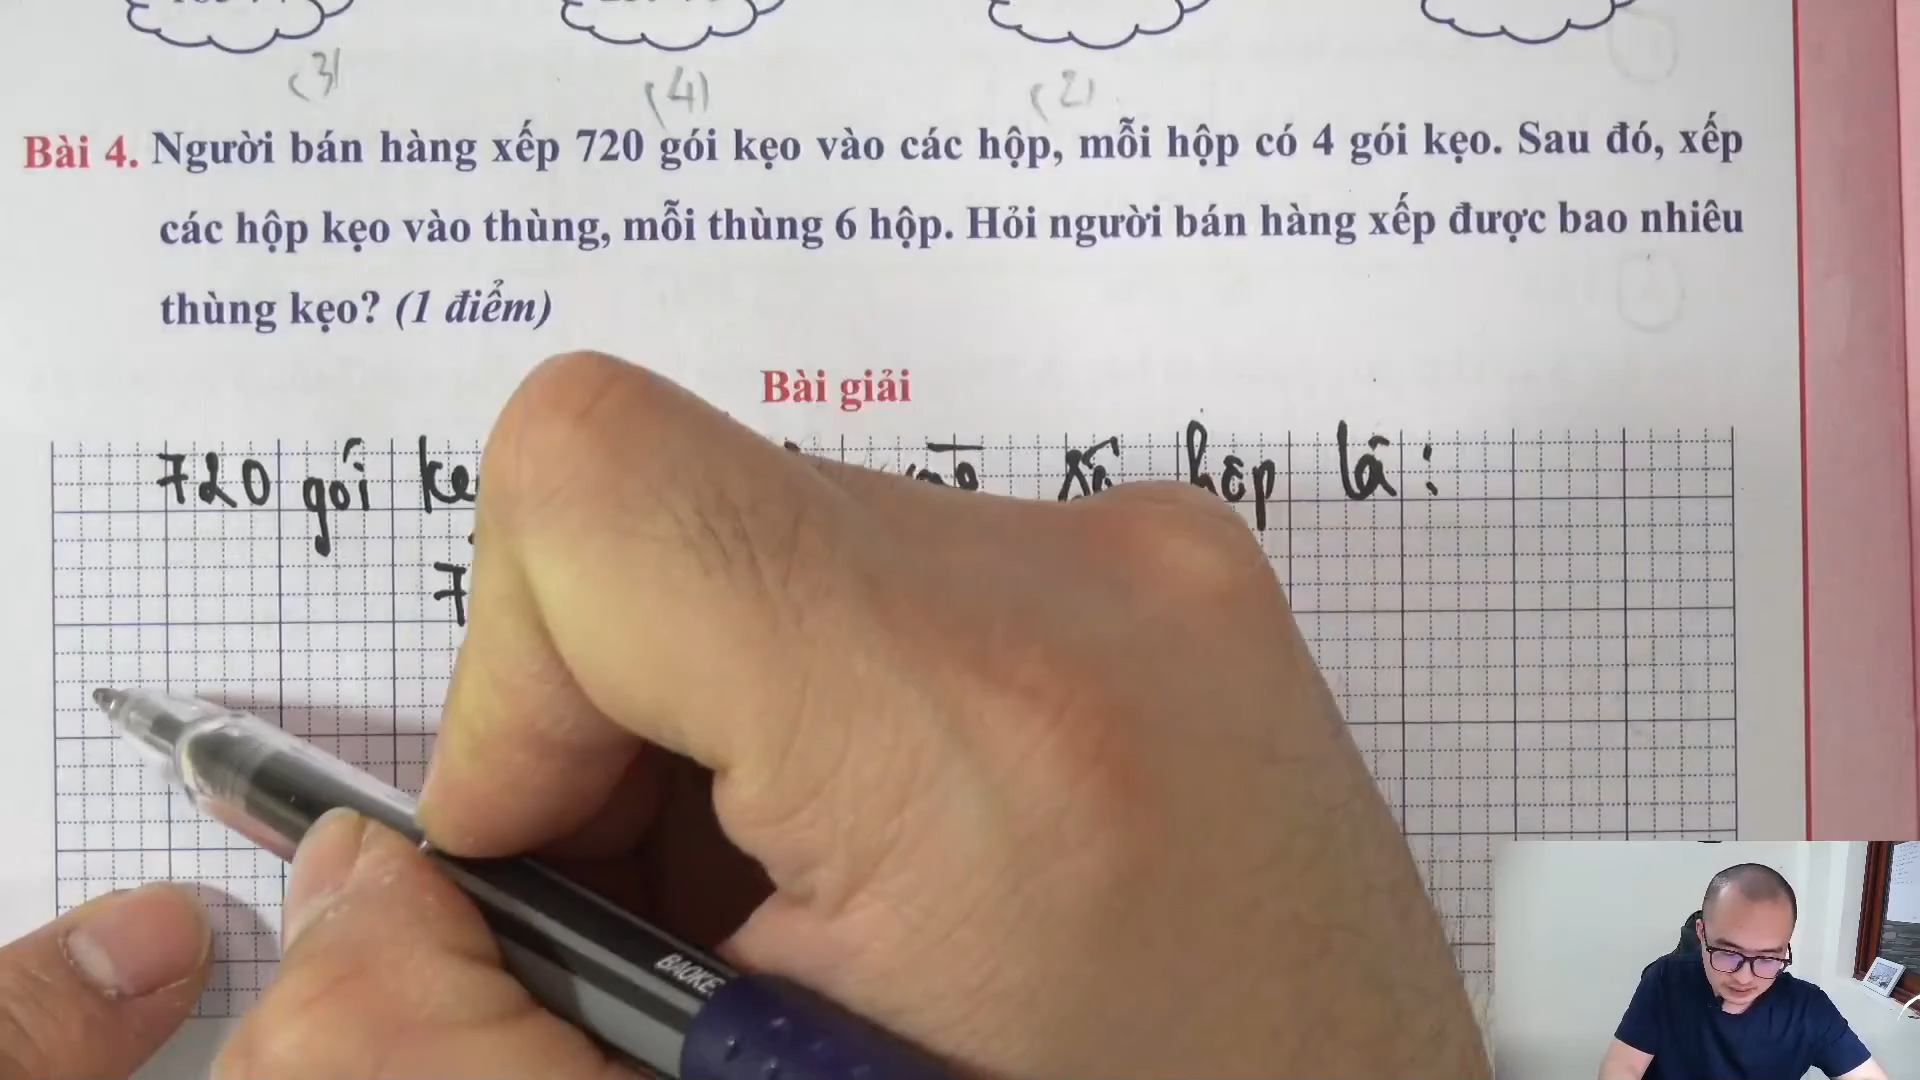 (3)
(4)
(2)
Bài 4. Người bán hàng xếp 720 gói kẹo vào các hộp, mỗi hộp có 4 gói kẹo. Sau đó, xếp
các hộp kẹo vào thùng, mỗi thùng 6 hộp. Hỏi người bán hàng xếp được bao nhiêu
thùng kẹo? (1 điểm)
Bài giải
720 gói số hộp là:
7